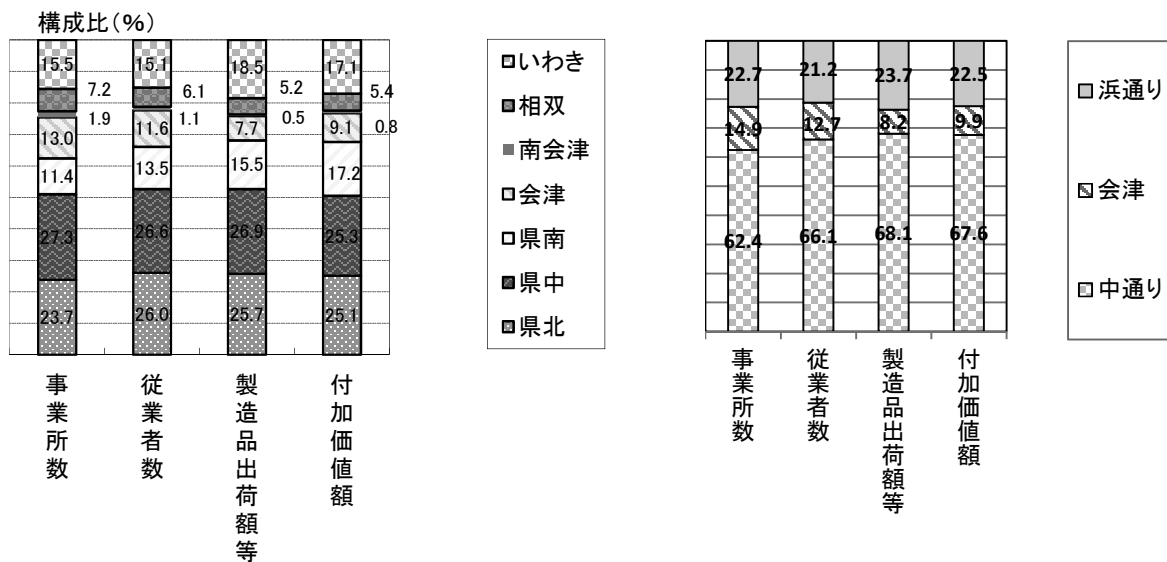 構成比(%)
15.5
15.1
18.5
17.1
7.2
6.1
5.2
5.4
1.9
1.1
0.5
0.8
13.0
11.6
7.7
9.1
11.4
13.5
15.5
17.2
27.3
26.6
26.9
25.3
23.7
26.0
25.7
25.1
事業所数
従業者数
製造品出荷額等
付加価値額
いわき
相双
南会津
会津
県南
県中
県北
22.7
21.2
23.7
22.5
14.9
12.7
8.2
9.9
62.4
66.1
68.1
67.6
事業所数
従業者数
製造品出荷額等
付加価値額
浜通り
会津
中通り